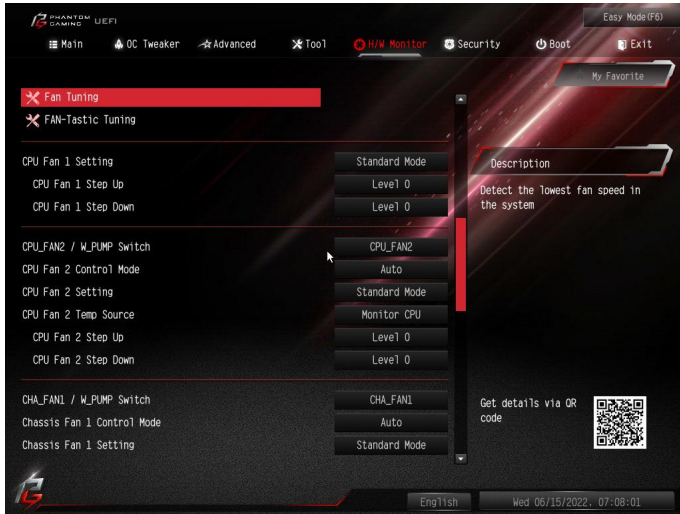 PHANTOM GAMING UEFI
Easy Mode(F6)
Main OC Tweaker Advanced Tool H/W Monitor Security Boot Exit
My Favorite
Fan Tuning
FAN-Tastic Tuning
CPU Fan 1 Setting Standard Mode
CPU Fan 1 Step Up Level 0
CPU Fan 1 Step Down Level 0
CPU_FAN2 / W_PUMP Switch CPU_FAN2
CPU Fan 2 Control Mode Auto
CPU Fan 2 Setting Standard Mode
CPU Fan 2 Temp Source Monitor CPU
CPU Fan 2 Step Up Level 0
CPU Fan 2 Step Down Level 0
CHA_FAN1 / W_PUMP Switch CHA_FAN1
Chassis Fan 1 Control Mode Auto
Chassis Fan 1 Setting Standard Mode
Description
Detect the lowest fan speed in
the system
Get details via QR
code
English
Wed 06/15/2022. 07:08:01